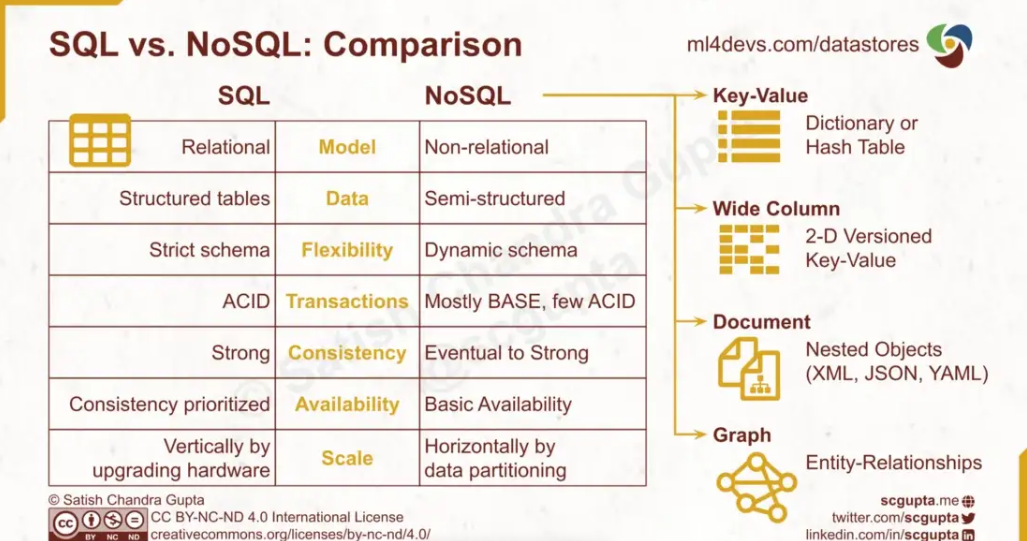 SQL vs. NoSQL: Comparison
ml4devs.com/datastores
SQL
NoSQL
Relational Model Non-relational
Structured tables Data Semi-structured
Strict schema Flexibility Dynamic schema
ACID Transactions Mostly BASE, few ACID
Strong Consistency Eventual to Strong
Consistency prioritized Availability Basic Availability
Vertically by
upgrading hardware
Scale
Horizontally by
data partitioning
Key-Value
Dictionary or
Hash Table
Wide Column
2-D Versioned
Key-Value
Document
Nested Objects
(XML, JSON, YAML)
Graph
Entity-Relationships
© Satish Chandra Gupta
@scgupta
© Satish Chandra Gupta
cc
BY NC ND
CC BY-NC-ND 4.0 International License
creativecommons.org/licenses/by-nc-nd/4.0/
scgupta.me
twitter.com/scgupta
linkedin.com/in/scgupta in